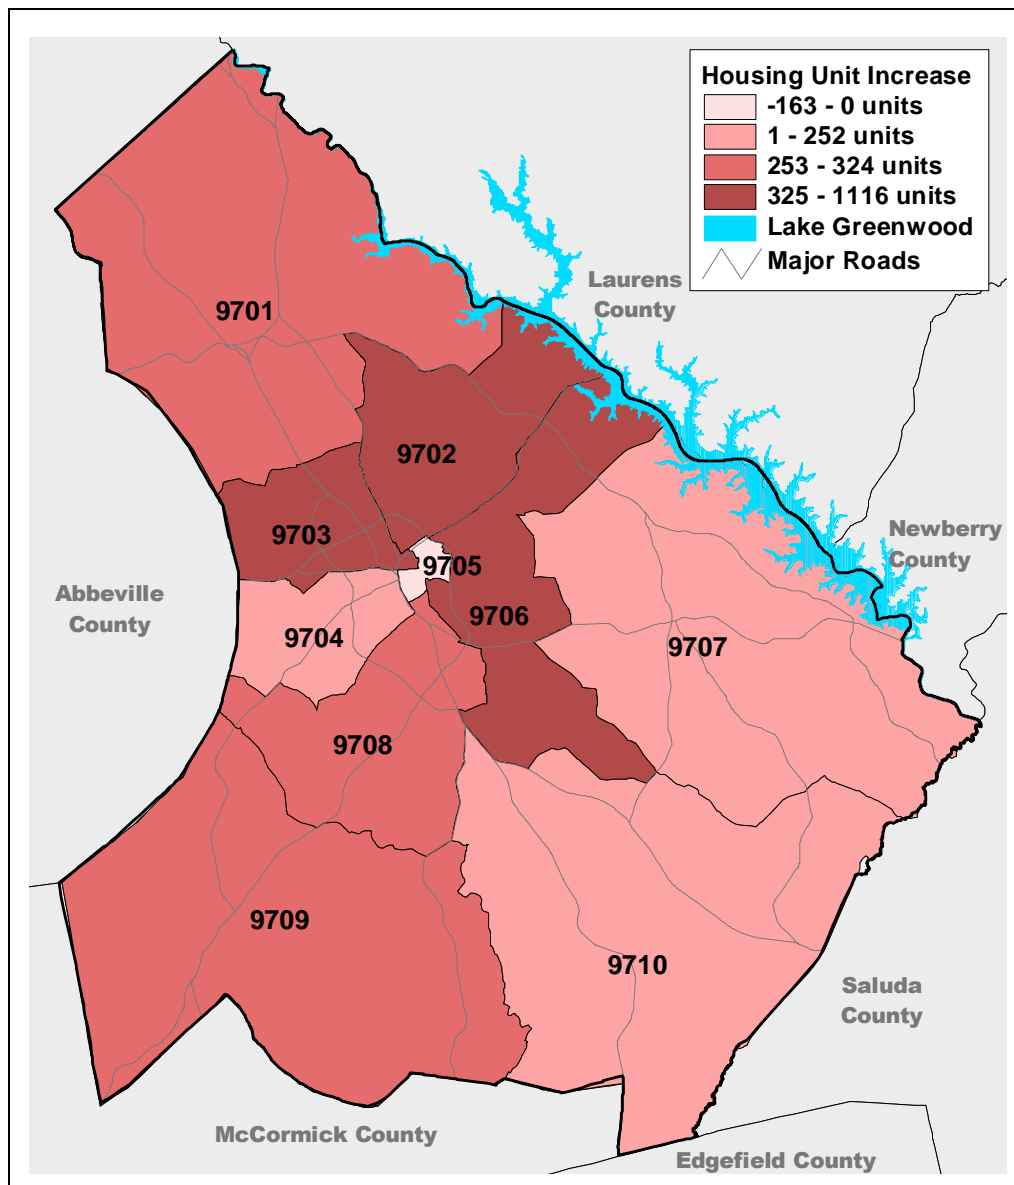 Housing Unit Increase
-163 - 0 units
1 - 252 units
253 - 324 units
325 - 1116 units
Lake Greenwood
Major Roads
Laurens
County
9701
9702
9703
Newberry
County
9705
Abbeville
County
9706
9704
9707
9708
9709
9710
Saluda
County
McCormick County
Edgefield County